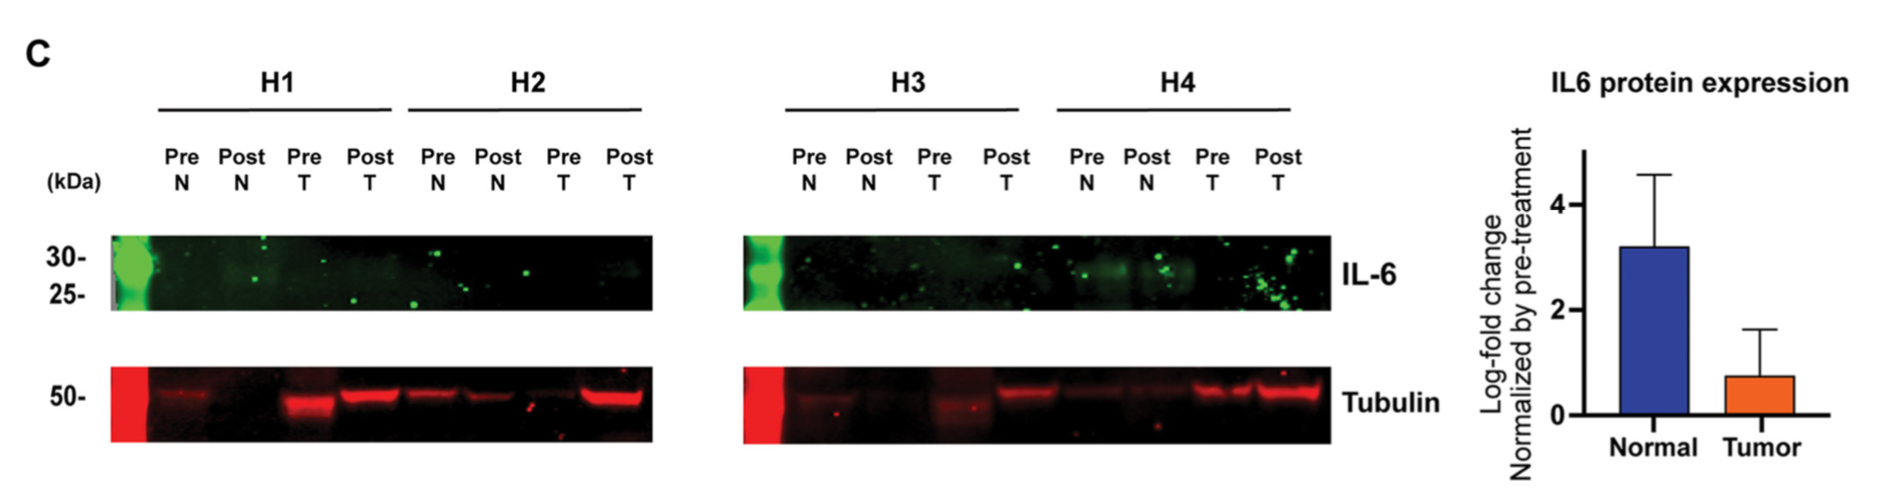 C
H1 H2 H3 H4
IL6 protein expression
Pre Post Pre Post Pre Post Pre Post Pre Post Pre Post Pre Post Pre Post
(kDa) N N T T N N T T N N T T N N T T
30-
25-
IL-6
50-
Tubulin
Log-fold change
Normalized by pre-treatment
4
2
0
Normal Tumor